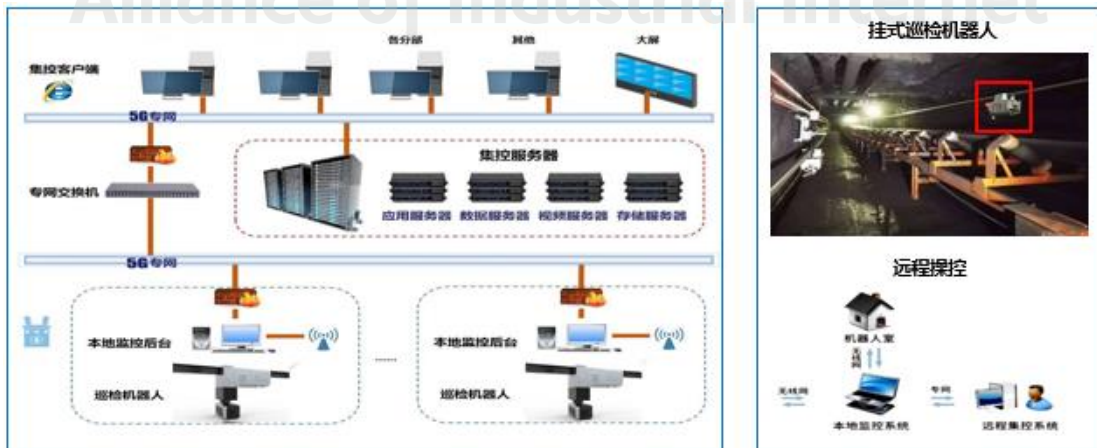 Alliance of Industrial Internet
各分部
其他
大屏
集控客户端
5G专网
集控服务器
专网交换机
应用服务器
数据服务器
视频服务器
存储服务器
5G专网
本地监控后台
巡检机器人
......
本地监控后台
巡检机器人
挂式巡检机器人
远程操控
机器人室
无线网
无线网
专网
本地监控系统
远程集控系统